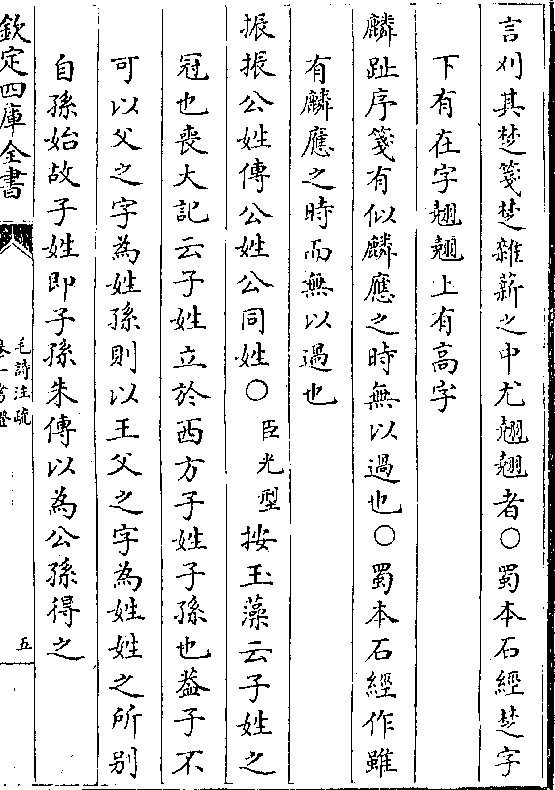 言刈其楚箋楚雜薪之中尤翹翹者○蜀本石經楚字
下有在字翹翹上有高字
麟趾序箋有似麟應之時無以過也○蜀本石經作雖
有麟應之時而無以過也
振振公姓傳公姓公同姓○臣光型按玉藻云子姓之
冠也喪大記云子姓立於西方子姓子孫也葢子不
可以父之字為姓孫則以王父之字為姓姓之所别
自孫始故子姓即子孫朱傳以為公孫得之
欽定四庫全書
毛詩注疏
卷一考證
五